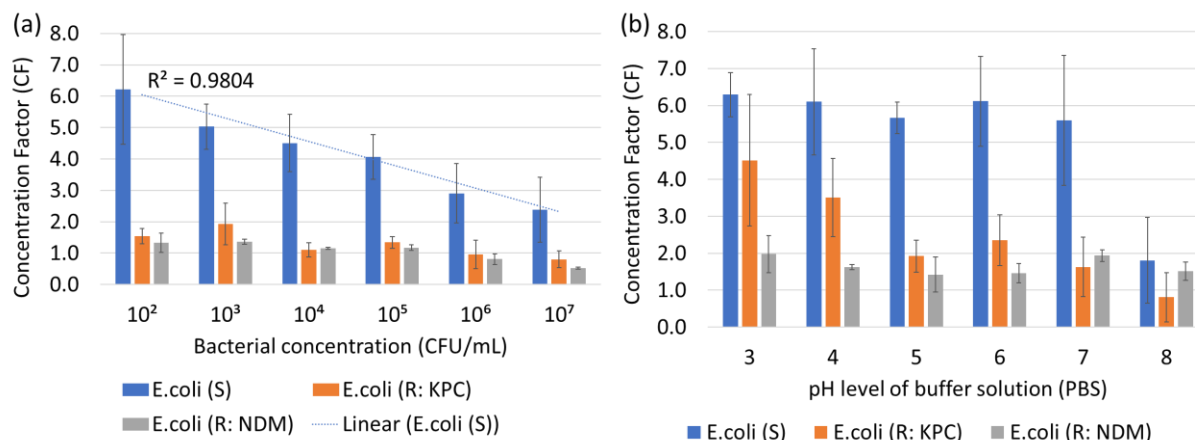 (a)
8.0
7.0
6.0
5.0
4.0
3.0
2.0
1.0
0.0
Concentration Factor (CF)
R² = 0.9804
10² 10³ 10⁴ 10⁵ 10⁶ 10⁷
Bacterial concentration (CFU/mL)
E.coli (S) E.coli (R: KPC)
E.coli (R: NDM) Linear (E.coli (S))
(b)
8.0
7.0
6.0
5.0
4.0
3.0
2.0
1.0
0.0
Concentration Factor (CF)
3 4 5 6 7 8
pH level of buffer solution (PBS)
E.coli (S) E.coli (R: KPC) E.coli (R: NDM)